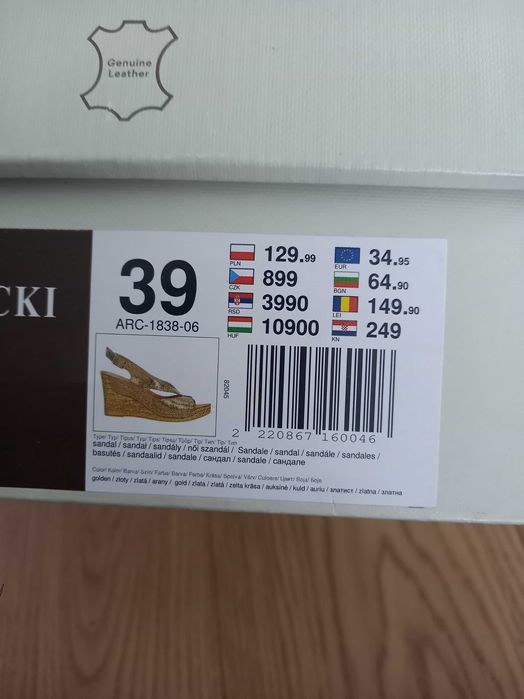 Genuine
Leather
CKI
39
ARC-1838-06
PLN 129.99
CZK 899
RSD 3990
HUF 10900
EUR 34.95
BGN 64.90
LEI 149.90
KN 249
82045
2 220867 160046
sandal / sandał / sandály / női szandál / Sandale / sandal / sandále / sandales /
basutės / sandaalid / sandale / сандал / sandale / сандане
golden / złoty / zlatá / arany / gold / zlata / zlatá / zelta krāsa / auksinė / kuld / auriu / златист / zlatna / златна